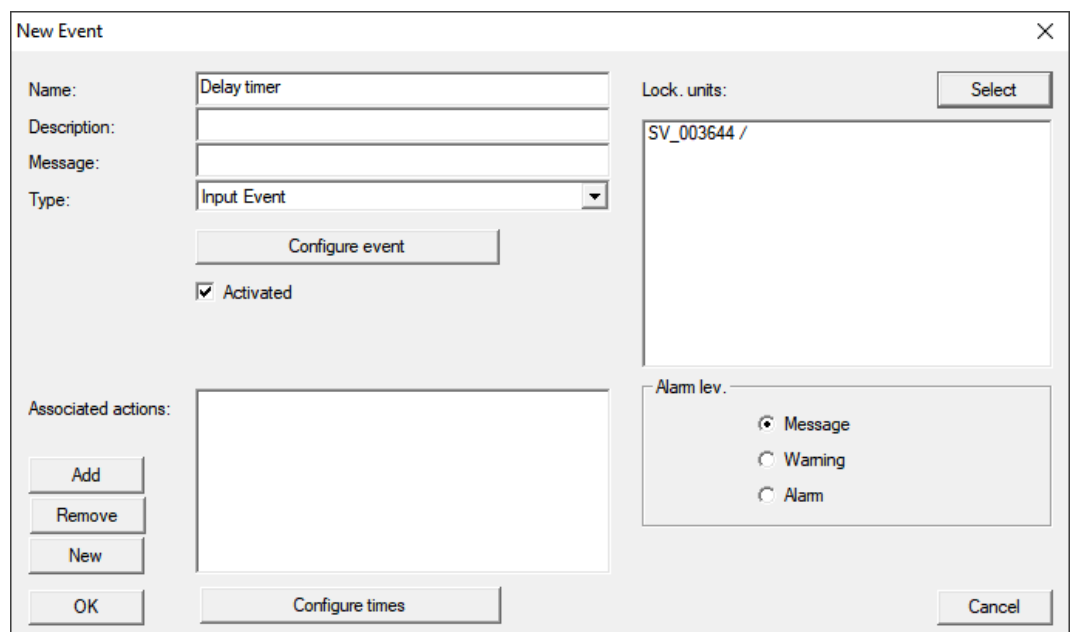 New Event
Name:
Delay timer
Description:
Message:
Type:
Input Event
Configure event
Activated
Associated actions:
Add
Remove
New
OK
Configure times
Lock. units:
Select
SV_003644 /
Alarm lev.
Message
Warning
Alarm
Cancel